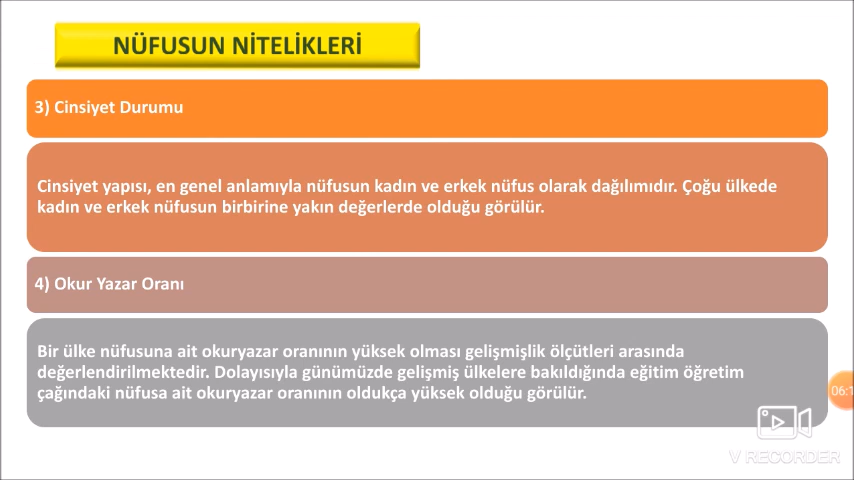 NÜFUSUN NİTELİKLERİ
3) Cinsiyet Durumu
Cinsiyet yapısı, en genel anlamıyla nüfusun kadın ve erkek nüfus olarak dağılımıdır. Çoğu ülkede
kadın ve erkek nüfusun birbirine yakın değerlerde olduğu görülür.
4) Okur Yazar Oranı
Bir ülke nüfusuna ait okuryazar oranının yüksek olması gelişmişlik ölçütleri arasında
değerlendirilmektedir. Dolayısıyla günümüzde gelişmiş ülkelere bakıldığında eğitim öğretim
çağındaki nüfusa ait okuryazar oranının oldukça yüksek olduğu görülür.
V RECORDER